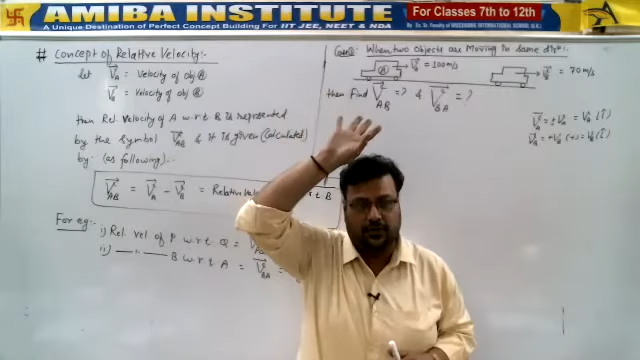 AMIBA INSTITUTE For Classes 7th to 12th
A Unique Destination of Perfect Concept Building For IIT JEE, NEET & NDA
# Concept of Relative Velocity:-
let V⃗A = Velocity of obj (A)
V⃗B = Velocity of obj (B)
then Rel. Velocity of A w.r.t B is represented
by the symbol V⃗AB & it is given (calculated)
by: (as following)
V⃗AB = V⃗A - V⃗B = Relative r.t B
For eg:-
i) Rel. vel. of P w.r.t Q =
ii) —— 〃 —— B w.r.t A = V⃗BA =
Case①: When two Objects are Moving in same dirⁿ:-
A V⃗A = 100 m/s
V⃗B = 70 m/s
then Find V⃗AB = ? & V⃗BA = ?